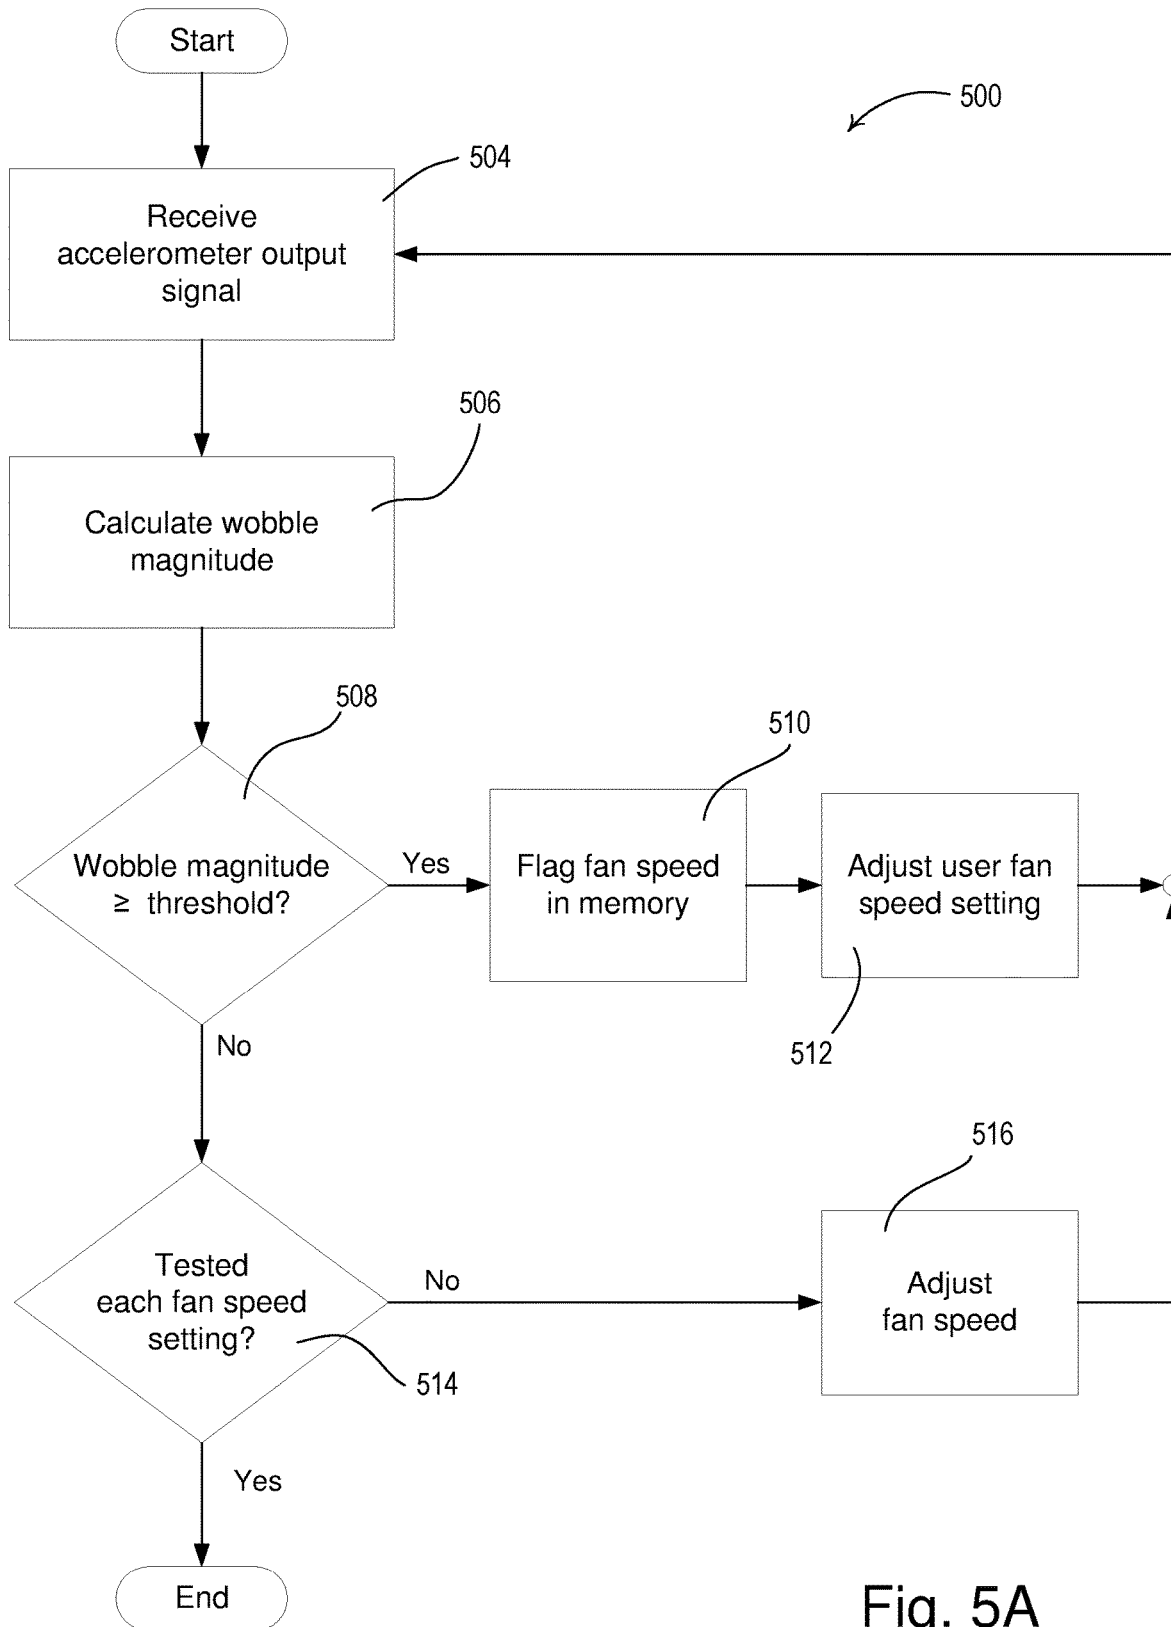 Start
500
504
Receive
accelerometer output
signal
506
Calculate wobble
magnitude
508
510
Wobble magnitude
≥ threshold?
Yes
Flag fan speed
in memory
Adjust user fan
speed setting
No
512
516
Tested
each fan speed
setting?
No
Adjust
fan speed
514
Yes
End
Fig. 5A